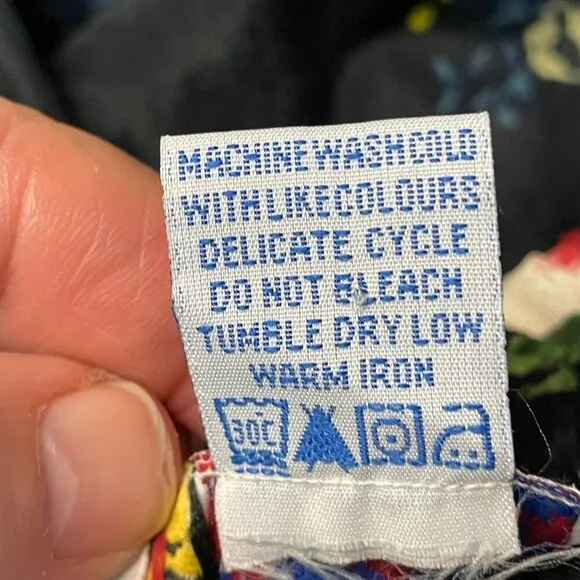 MACHINE WASH COLD
WITH LIKE COLOURS
DELICATE CYCLE
DO NOT BLEACH
TUMBLE DRY LOW
WARM IRON
30C